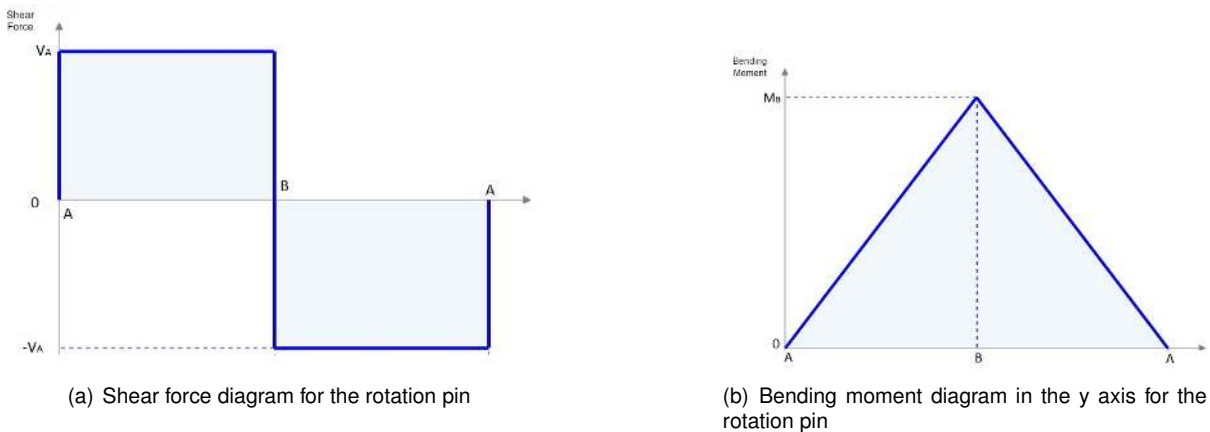 Shear
Force
VA
B
A
0
A
-VA
(a) Shear force diagram for the rotation pin
Bending
Moment
MB
0
A
B
A
(b) Bending moment diagram in the y axis for the
rotation pin